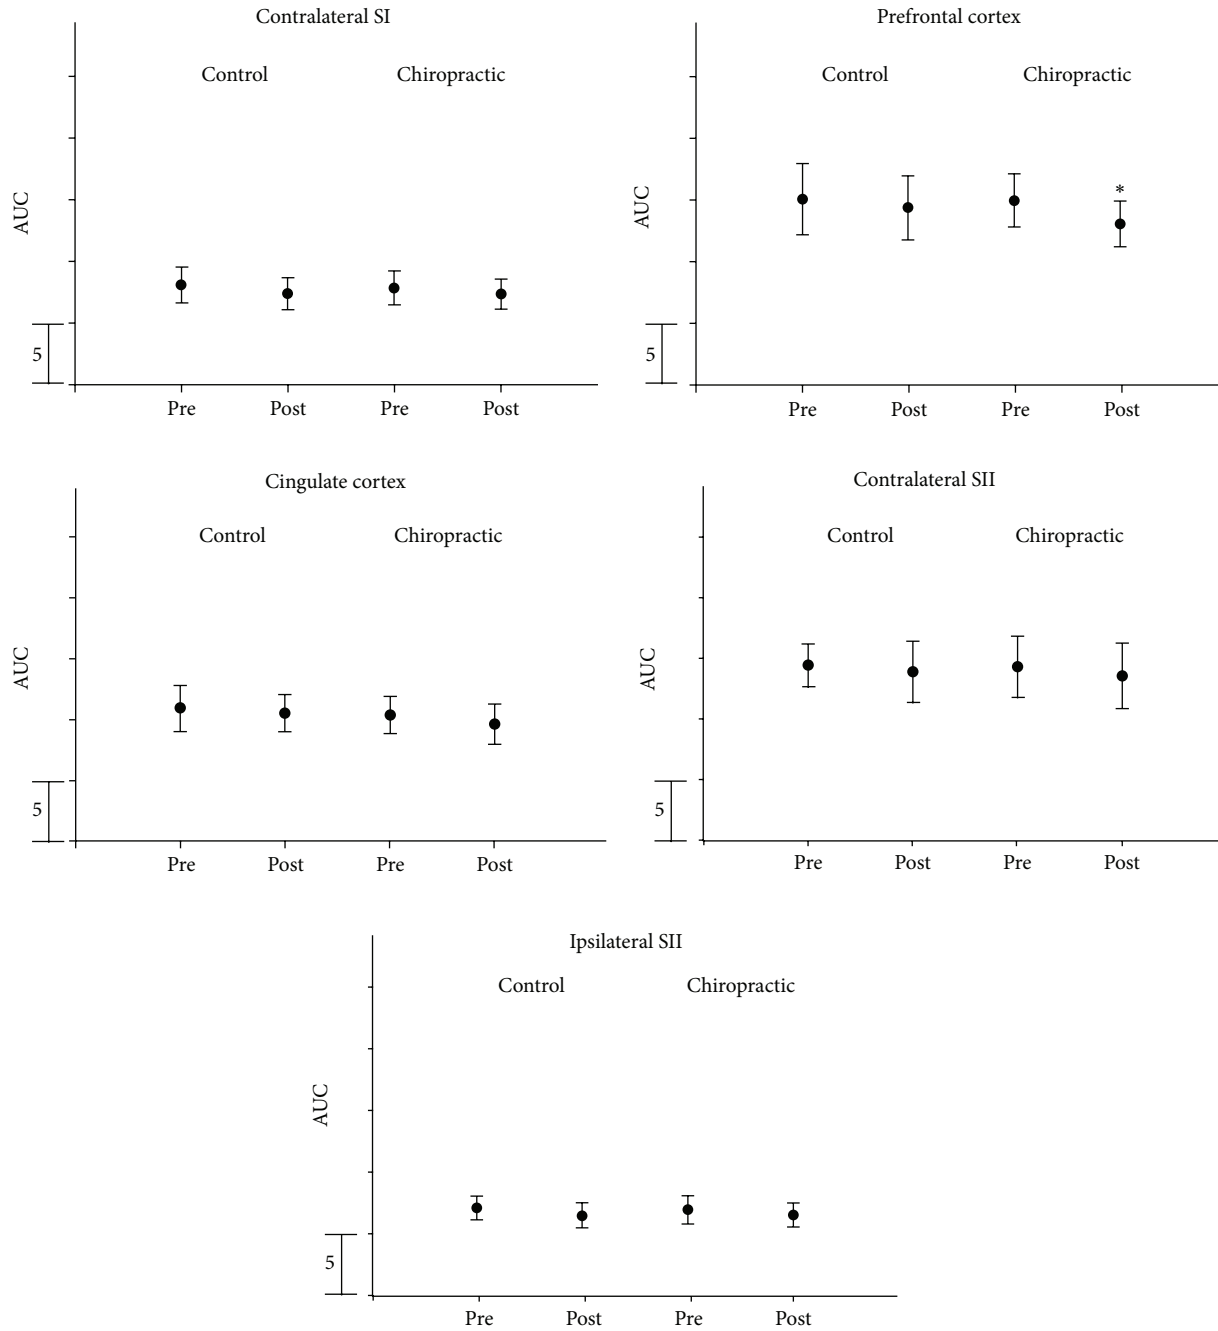 Contralateral SI
Control Chiropractic
AUC
5
Pre Post Pre Post
Prefrontal cortex
Control Chiropractic
*
AUC
5
Pre Post Pre Post
Cingulate cortex
Control Chiropractic
AUC
5
Pre Post Pre Post
Contralateral SII
Control Chiropractic
AUC
5
Pre Post Pre Post
Ipsilateral SII
Control Chiropractic
AUC
5
Pre Post Pre Post